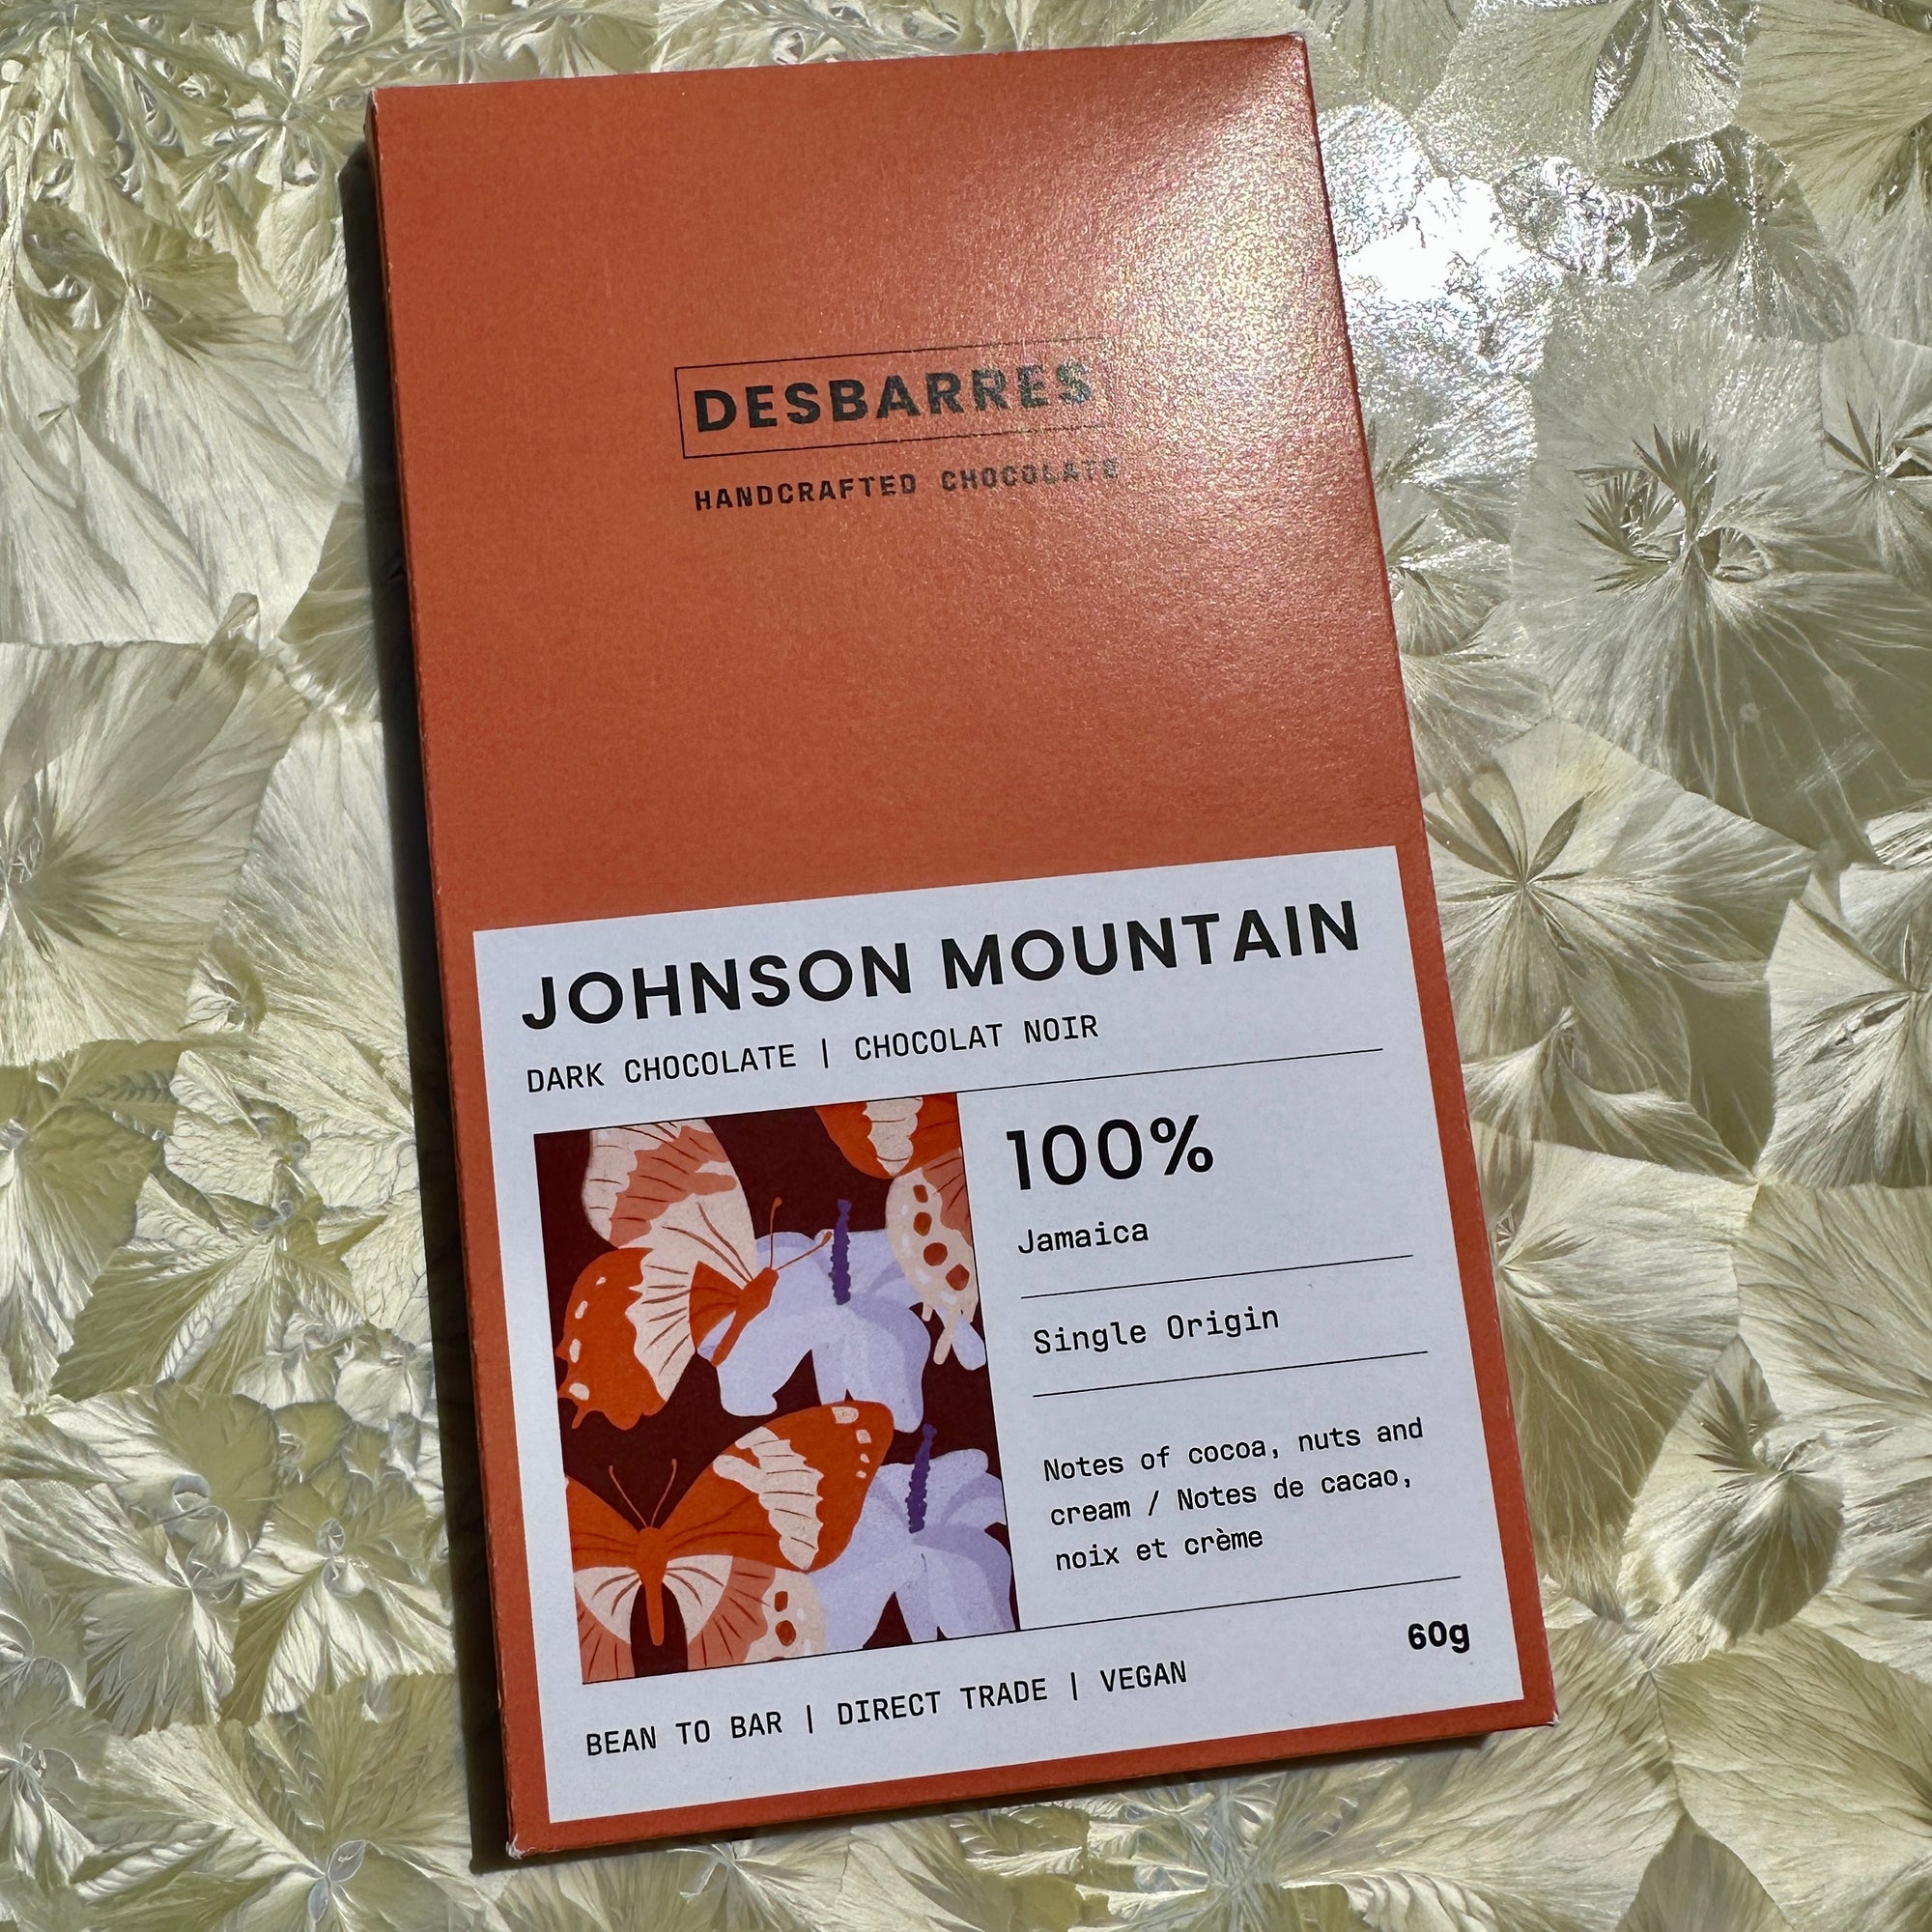 DESBARRES
HANDCRAFTED CHOCOLATE
JOHNSON MOUNTAIN
DARK CHOCOLATE | CHOCOLAT NOIR
100%
Jamaica
Single Origin
Notes of cocoa, nuts and
cream / Notes de cacao,
noix et crème
60g
BEAN TO BAR | DIRECT TRADE | VEGAN